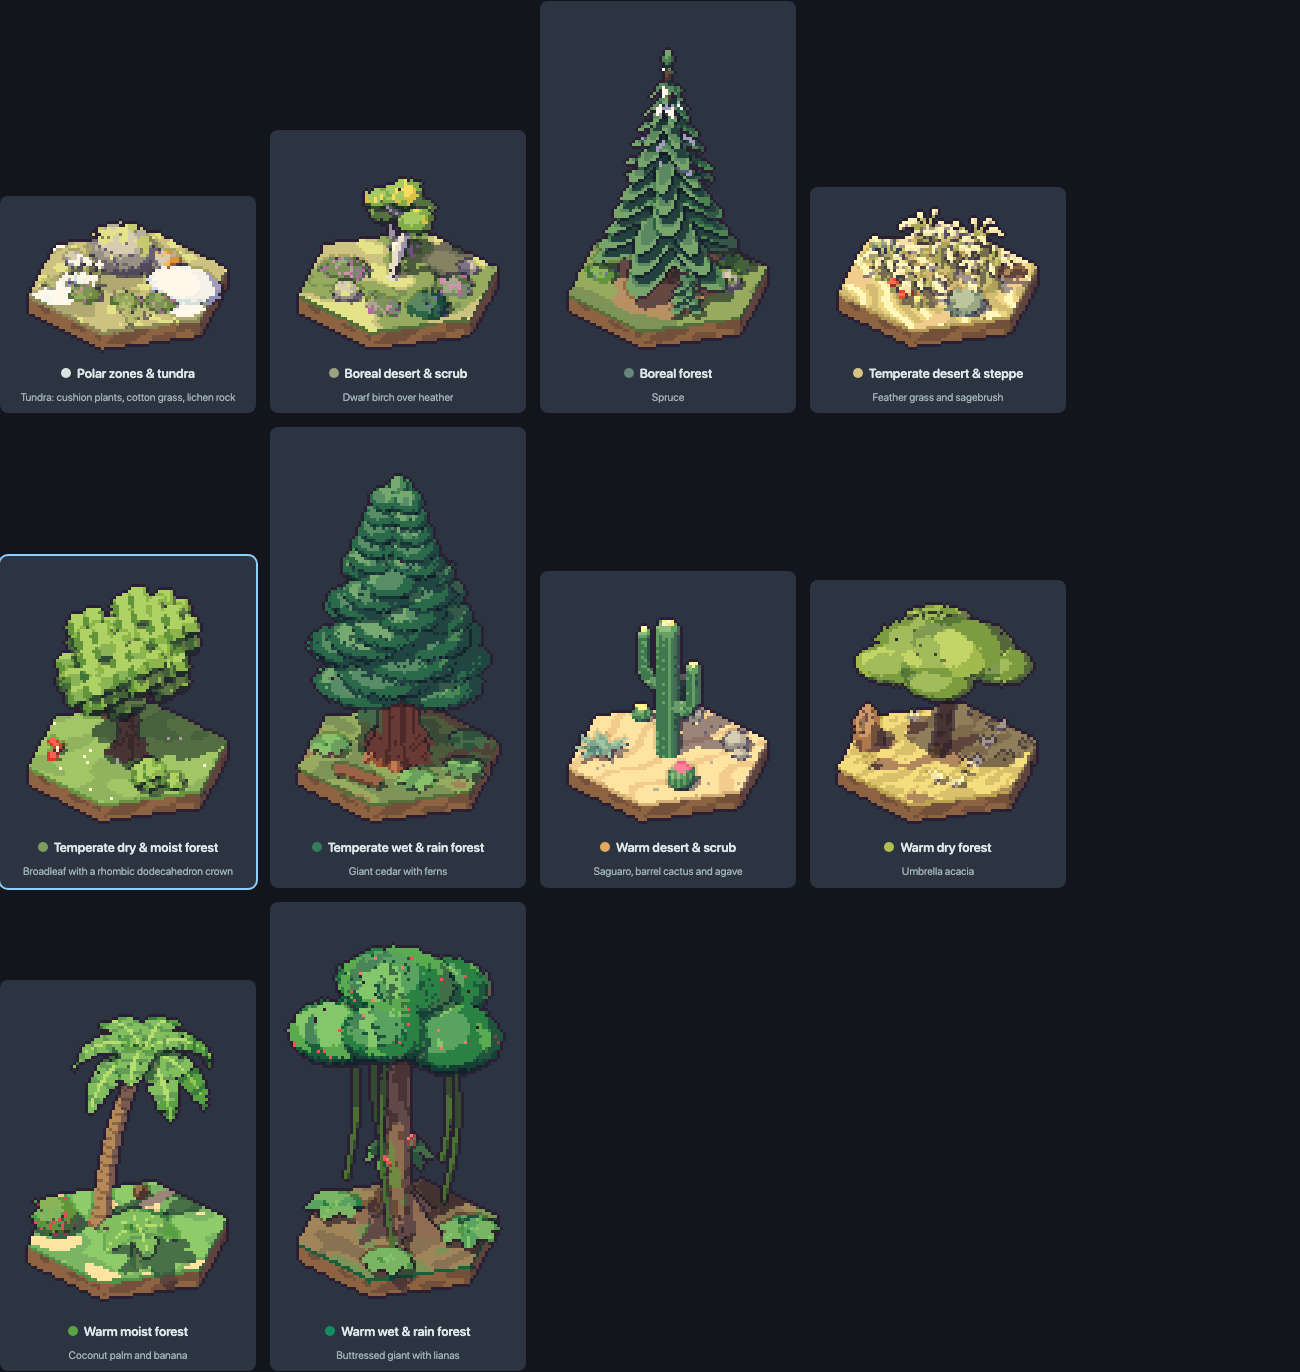 Polar zones & tundra
Tundra: cushion plants, cotton grass, lichen rock
Boreal desert & scrub
Dwarf birch over heather
Boreal forest
Spruce
Temperate desert & steppe
Feather grass and sagebrush
Temperate dry & moist forest
Broadleaf with a rhombic dodecahedron crown
Temperate wet & rain forest
Giant cedar with ferns
Warm desert & scrub
Saguaro, barrel cactus and agave
Warm dry forest
Umbrella acacia
Warm moist forest
Coconut palm and banana
Warm wet & rain forest
Buttressed giant with lianas